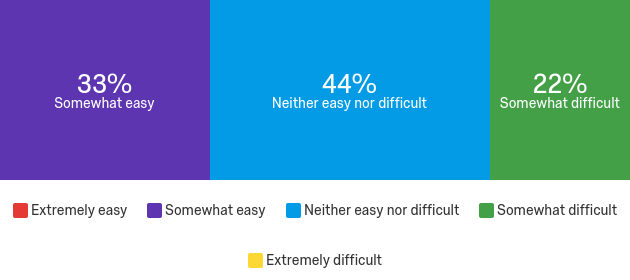 33%
Somewhat easy
44%
Neither easy nor difficult
22%
Somewhat difficult
Extremely easy
Somewhat easy
Neither easy nor difficult
Somewhat difficult
Extremely difficult